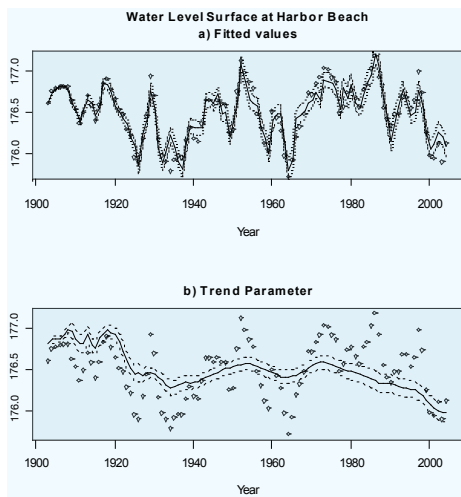 Water Level Surface at Harbor Beach
a) Fitted values
177.0
176.5
176.0
1900 1920 1940 1960 1980 2000
Year
b) Trend Parameter
177.0
176.5
176.0
1900 1920 1940 1960 1980 2000
Year